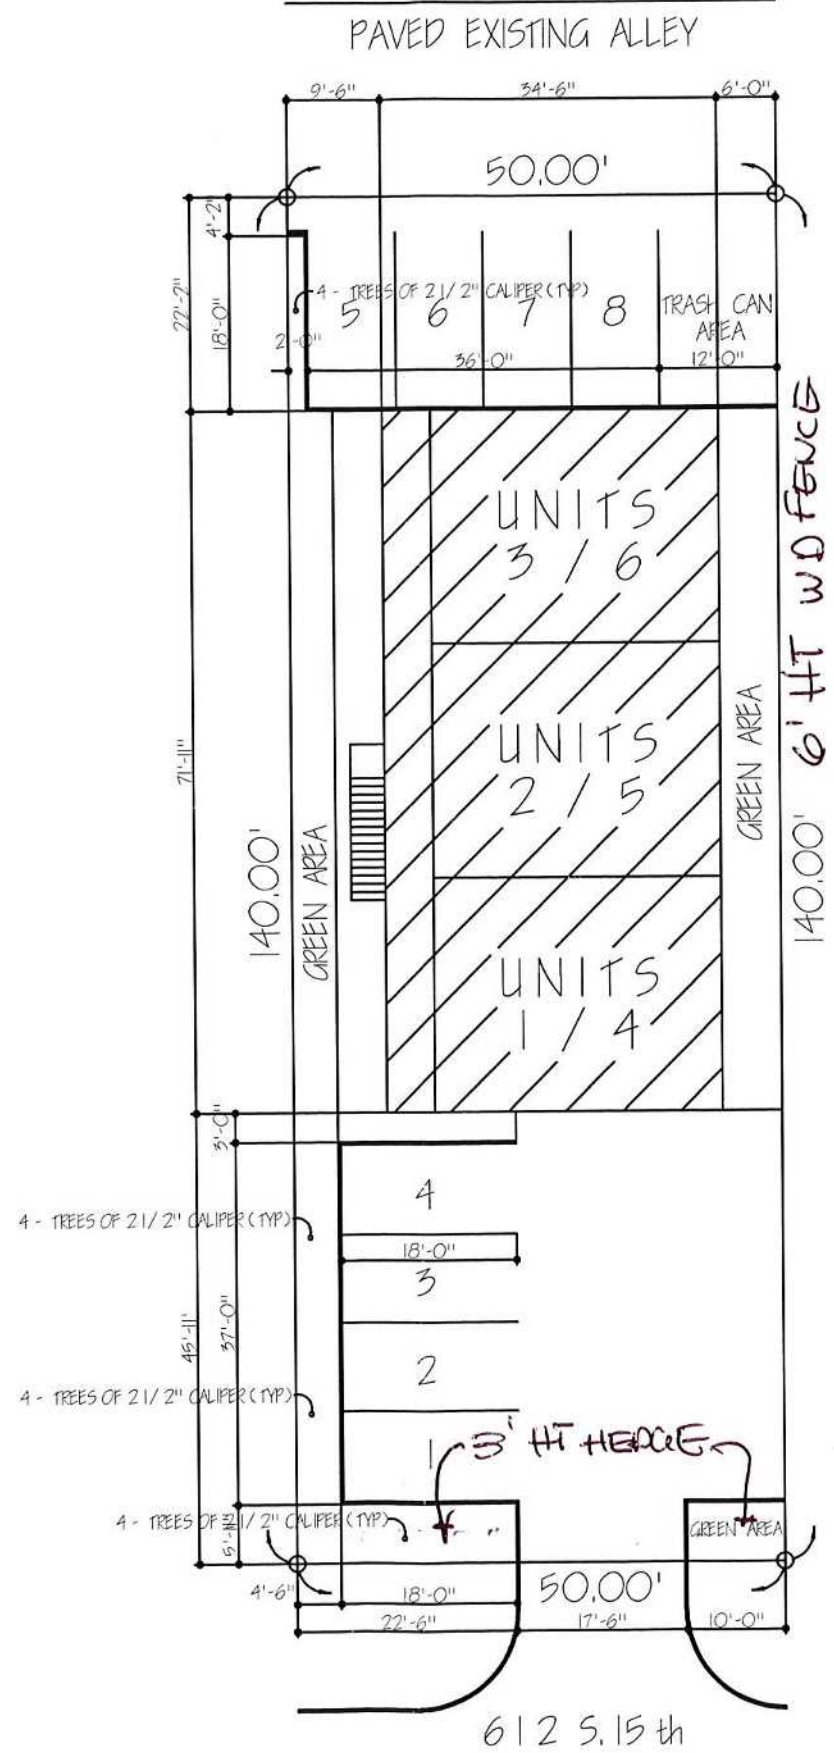 PAVED EXISTING ALLEY
9'-6"
34'-6"
6'-0"
50.00'
4'-2"
22'-2"
18'-0"
4 - TREES OF 2 1/2" CALIPER (TYP)
5
6
7
8
TRASH CAN
AREA
2'-0"
36'-0"
12'-0"
6' HT WD FENCE
UNITS
3 / 6
UNITS
2 / 5
UNITS
1 / 4
71'-11"
140.00'
GREEN AREA
GREEN AREA
140.00'
3'-0"
4
4 - TREES OF 2 1/2" CALIPER (TYP)
18'-0"
3
45'-11"
37'-0"
2
4 - TREES OF 2 1/2" CALIPER (TYP)
1
3' HT HEDGE
4 - TREES OF 2 1/2" CALIPER (TYP)
GREEN AREA
4'-6"
18'-0"
50.00'
22'-6"
17'-6"
10'-0"
612 S. 15th